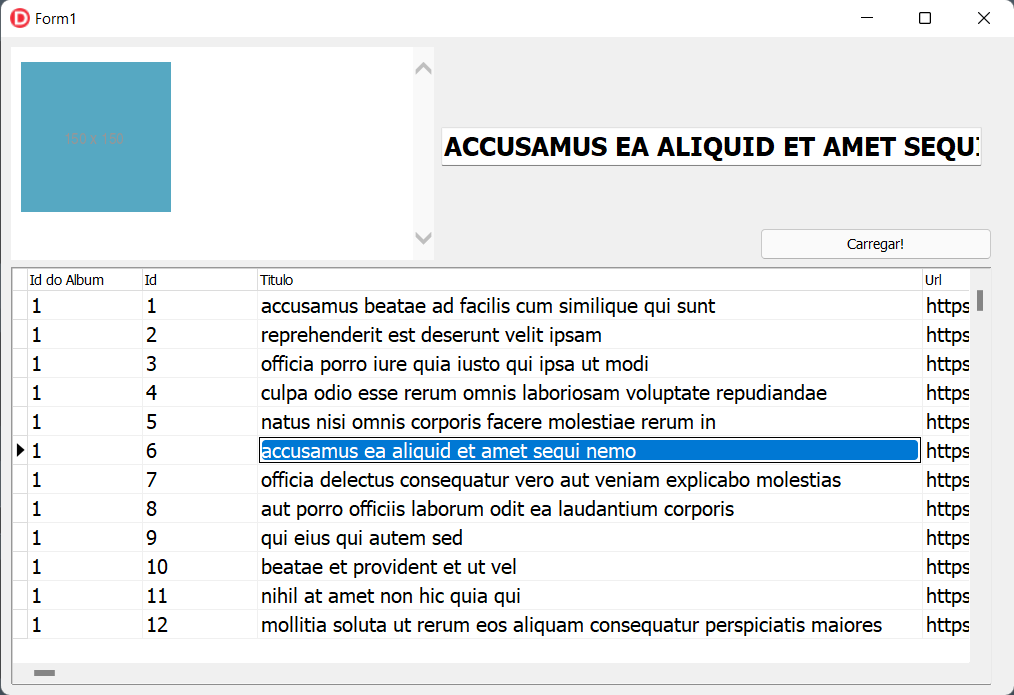 Form1
150 x 150
ACCUSAMUS EA ALIQUID ET AMET SEQUI
Carregar!
Id do Album Id Titulo Url
1 1 accusamus beatae ad facilis cum similique qui sunt https
1 2 reprehenderit est deserunt velit ipsam https
1 3 officia porro iure quia iusto qui ipsa ut modi https
1 4 culpa odio esse rerum omnis laboriosam voluptate repudiandae https
1 5 natus nisi omnis corporis facere molestiae rerum in https
1 6 accusamus ea aliquid et amet sequi nemo https
1 7 officia delectus consequatur vero aut veniam explicabo molestias https
1 8 aut porro officiis laborum odit ea laudantium corporis https
1 9 qui eius qui autem sed https
1 10 beatae et provident et ut vel https
1 11 nihil at amet non hic quia qui https
1 12 mollitia soluta ut rerum eos aliquam consequatur perspiciatis maiores https